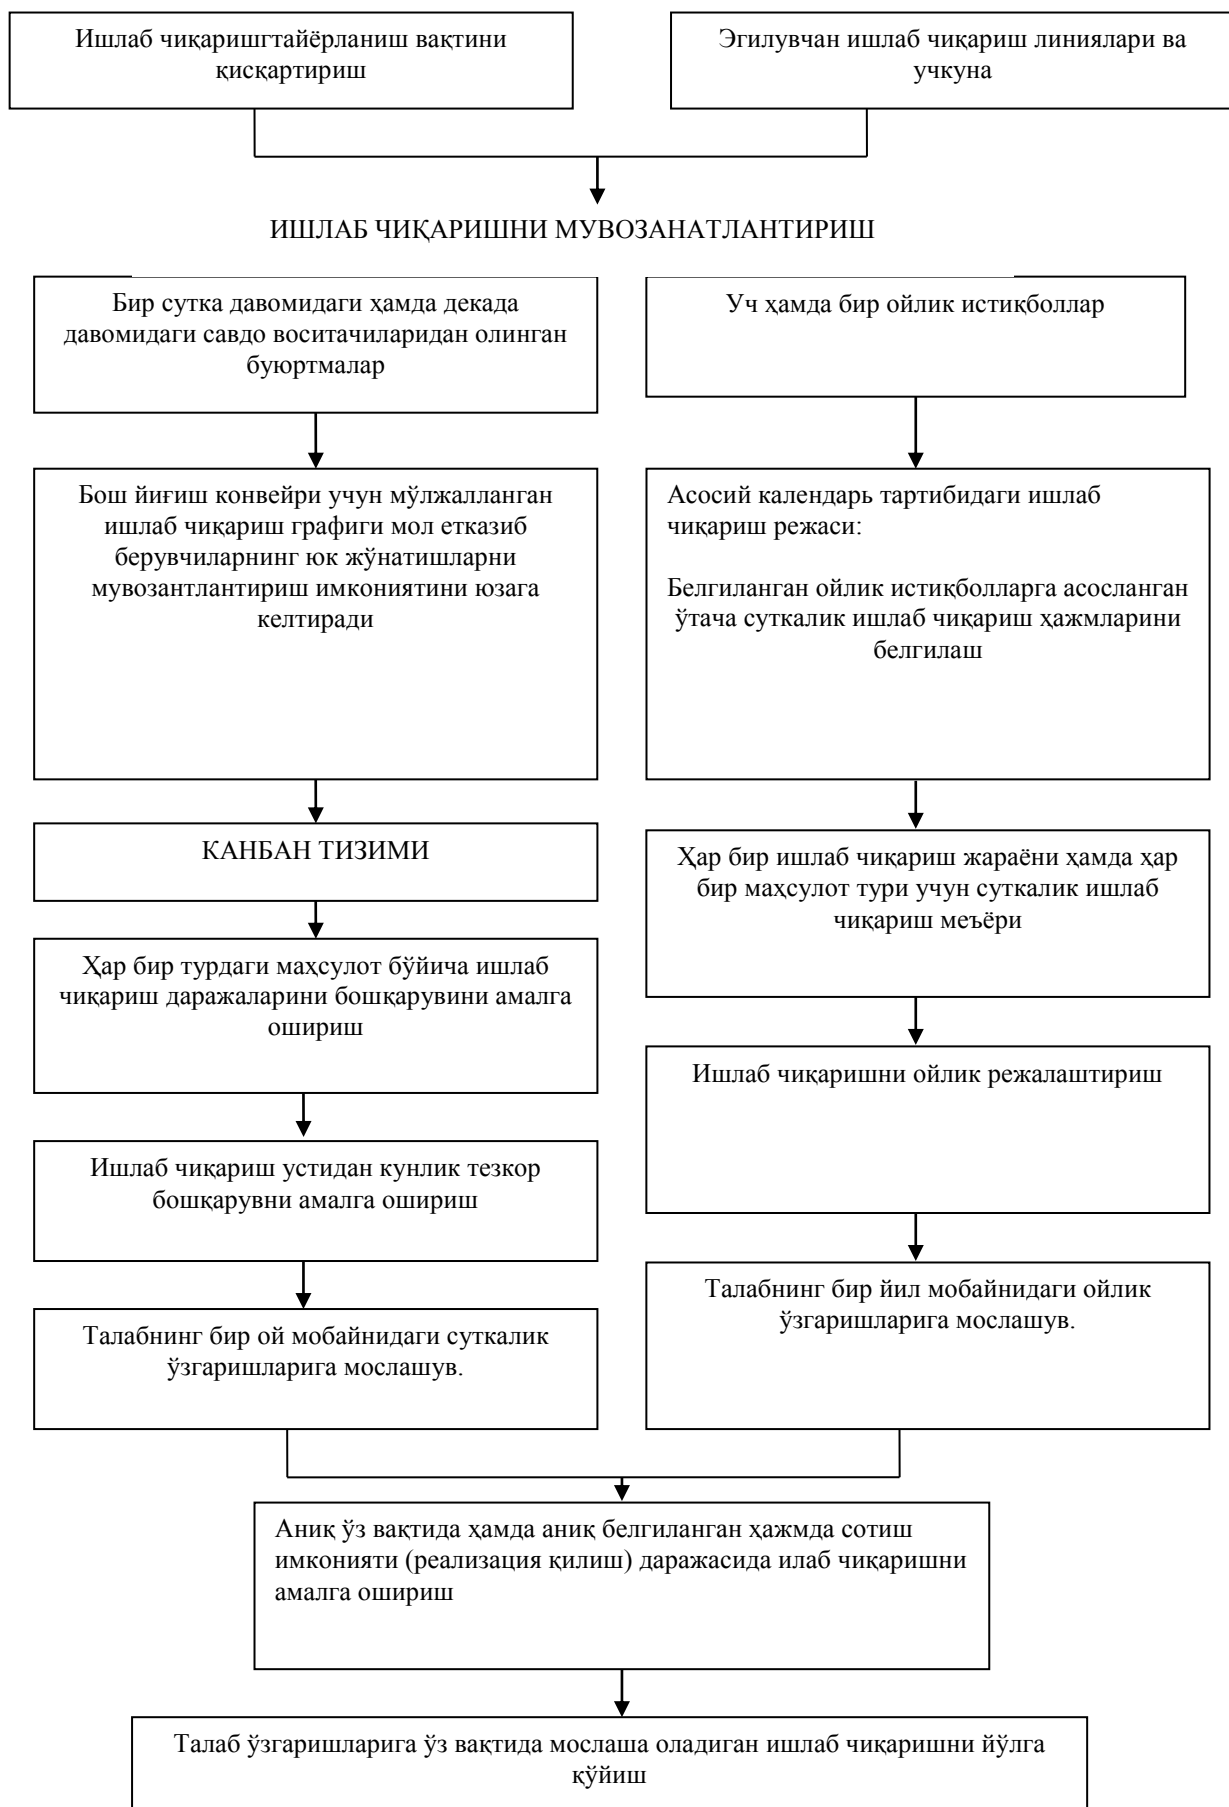 Ишлаб чиқаришгтайёрланиш вақтини
қисқартириш
Эгилувчан ишлаб чиқариш линиялари ва
учкуна
ИШЛАБ ЧИҚАРИШНИ МУВОЗАНАТЛАНТИРИШ
Бир сутка давомидаги ҳамда декада
давомидаги савдо воситачиларидан олинган
буюртмалар
Уч ҳамда бир ойлик истиқболлар
Бош йиғиш конвейри учун мўлжалланган
ишлаб чиқариш графиги мол етказиб
берувчиларнинг юк жўнатишларни
мувозантлантириш имкониятини юзага
келтиради
Асосий календарь тартибидаги ишлаб
чиқариш режаси:
Белгиланган ойлик истиқболларга асосланган
ўтача суткалик ишлаб чиқариш ҳажмларини
белгилаш
КАНБАН ТИЗИМИ
Ҳар бир ишлаб чиқариш жараёни ҳамда ҳар
бир маҳсулот тури учун суткалик ишлаб
чиқариш меъёри
Ҳар бир турдаги маҳсулот бўйича ишлаб
чиқариш даражаларини бошқарувини амалга
ошириш
Ишлаб чиқаришни ойлик режалаштириш
Ишлаб чиқариш устидан кунлик тезкор
бошқарувни амалга ошириш
Талабнинг бир йил мобайнидаги ойлик
ўзгаришларига мослашув.
Талабнинг бир ой мобайнидаги суткалик
ўзгаришларига мослашув.
Аниқ ўз вақтида ҳамда аниқ белгиланган ҳажмда сотиш
имконияти (реализация қилиш) даражасида илаб чиқаришни
амалга ошириш
Талаб ўзгаришларига ўз вақтида мослаша оладиган ишлаб чиқаришни йўлга
қўйиш